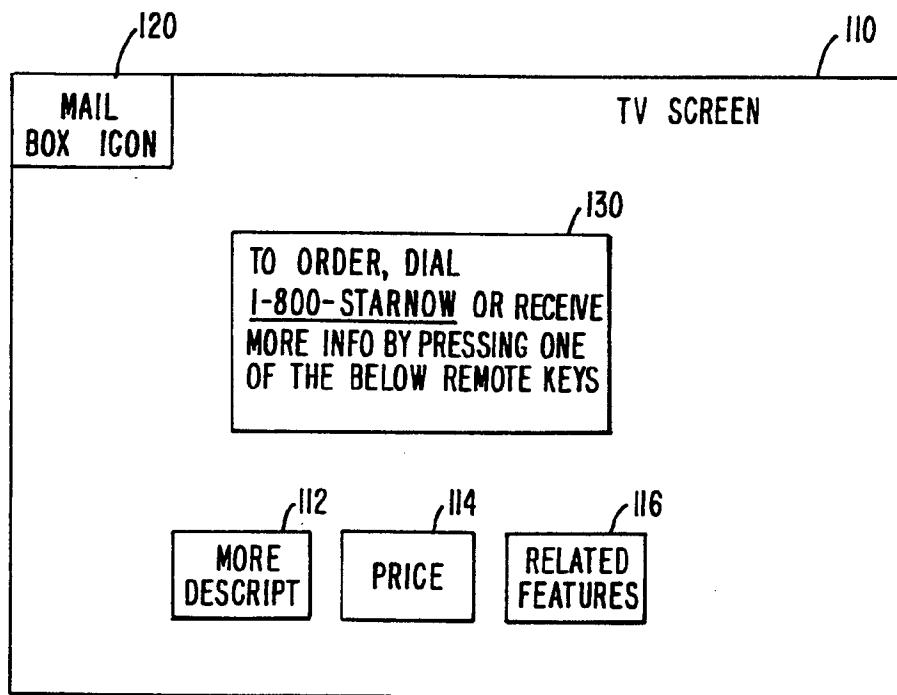 120
110
MAIL
BOX ICON
TV SCREEN
130
TO ORDER, DIAL
1-800-STARNOW OR RECEIVE
MORE INFO BY PRESSING ONE
OF THE BELOW REMOTE KEYS
112
114
116
MORE
DESCRIPT
PRICE
RELATED
FEATURES